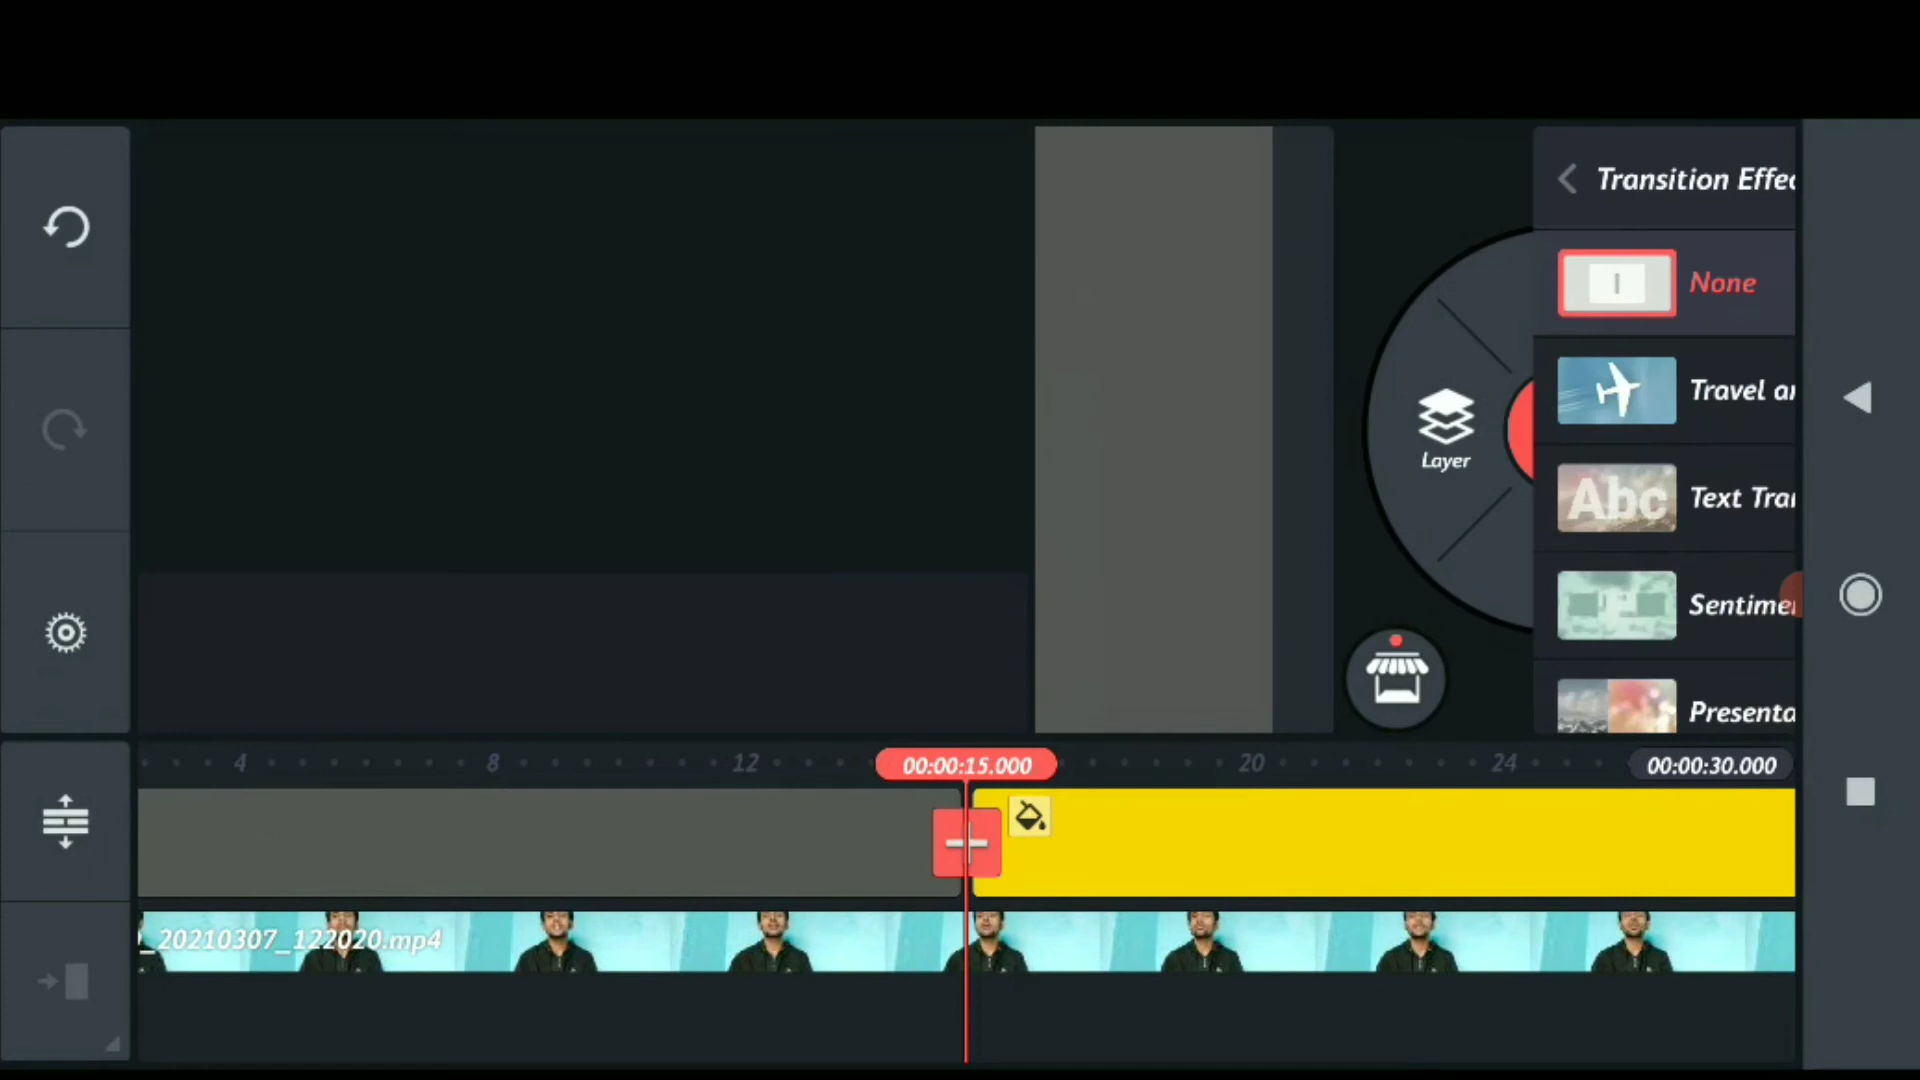 Transition Effec
None
Travel a
Layer
Abc
Text Tra
Sentime
Presenta
4
8
12
00:00:15.000
20
24
00:00:30.000
_20210307_122020.mp4